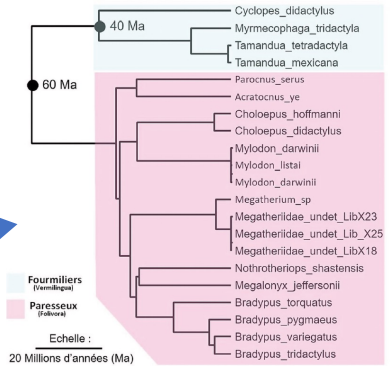 Cyclopes_didactylus
40 Ma
Myrmecophaga_tridactyla
Tamandua_tetradactyla
Tamandua_mexicana
60 Ma
Parocnus_serus
Acratocnus_ye
Choloepus_hoffmanni
Choloepus_didactylus
Mylodon_darwinii
Mylodon_listai
Mylodon_darwinii
Megatherium_sp
Megatheriidae_undet_LibX23
Megatheriidae_undet_Lib_X25
Megatheriidae_undet_LibX18
Nothrotheriops_shastensis
Megalonyx_jeffersonii
Bradypus_torquatus
Bradypus_pygmaeus
Bradypus_variegatus
Bradypus_tridactylus
Fourmiliers
(Vermilingua)
Paresseux
(Folivora)
Echelle :
20 Millions d'années (Ma)